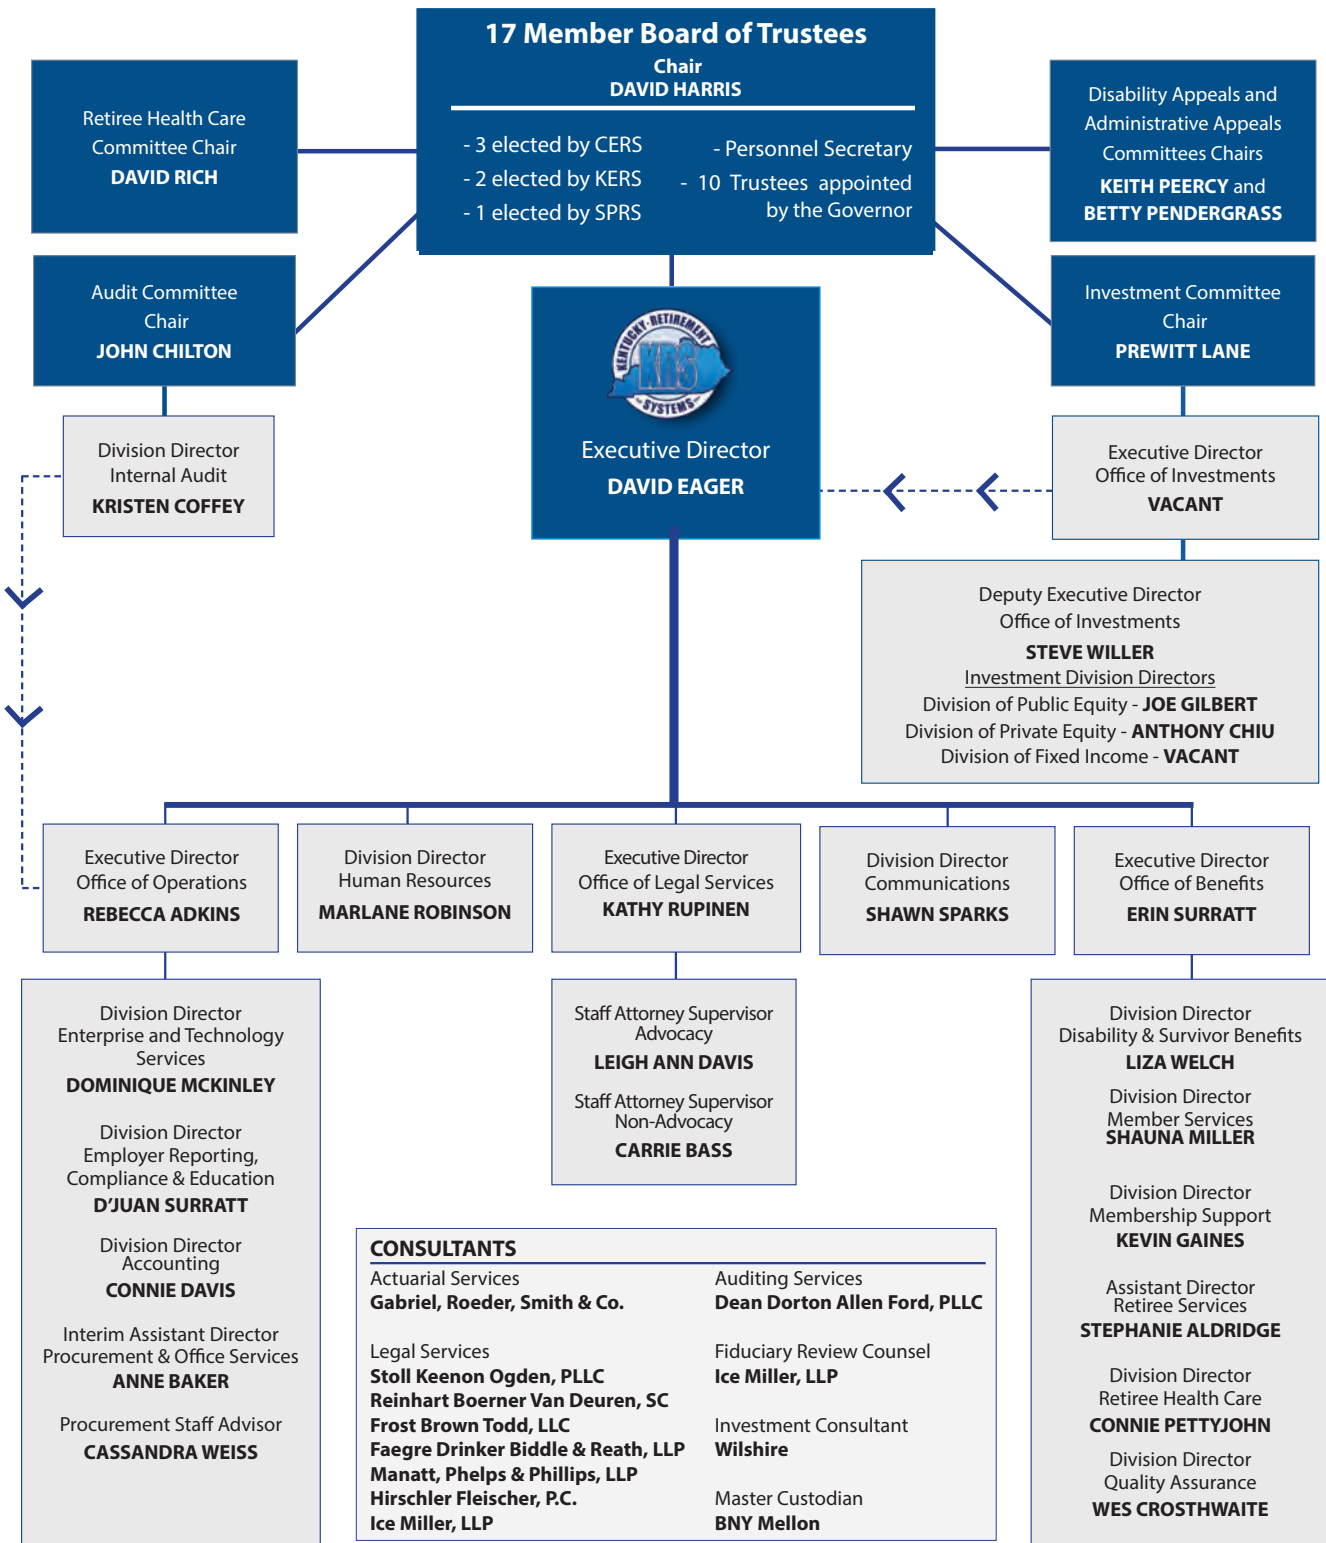 17 Member Board of Trustees
Chair
DAVID HARRIS
- 3 elected by CERS
- 2 elected by KERS
- 1 elected by SPRS
- Personnel Secretary
- 10 Trustees appointed
by the Governor
Retiree Health Care
Committee Chair
DAVID RICH
Disability Appeals and
Administrative Appeals
Committees Chairs
KEITH PEERCY and
BETTY PENDERGRASS
Audit Committee
Chair
JOHN CHILTON
Investment Committee
Chair
PREWITT LANE
KENTUCKY RETIREMENT
KRS
SYSTEMS
Executive Director
DAVID EAGER
Division Director
Internal Audit
KRISTEN COFFEY
Executive Director
Office of Investments
VACANT
Deputy Executive Director
Office of Investments
STEVE WILLER
Investment Division Directors
Division of Public Equity - JOE GILBERT
Division of Private Equity - ANTHONY CHIU
Division of Fixed Income - VACANT
Executive Director
Office of Operations
REBECCA ADKINS
Division Director
Human Resources
MARLANE ROBINSON
Executive Director
Office of Legal Services
KATHY RUPINEN
Division Director
Communications
SHAWN SPARKS
Executive Director
Office of Benefits
ERIN SURRATT
Division Director
Enterprise and Technology
Services
DOMINIQUE MCKINLEY
Division Director
Employer Reporting,
Compliance & Education
D'JUAN SURRATT
Division Director
Accounting
CONNIE DAVIS
Interim Assistant Director
Procurement & Office Services
ANNE BAKER
Procurement Staff Advisor
CASSANDRA WEISS
Staff Attorney Supervisor
Advocacy
LEIGH ANN DAVIS
Staff Attorney Supervisor
Non-Advocacy
CARRIE BASS
Division Director
Disability & Survivor Benefits
LIZA WELCH
Division Director
Member Services
SHAUNA MILLER
Division Director
Membership Support
KEVIN GAINES
Assistant Director
Retiree Services
STEPHANIE ALDRIDGE
Division Director
Retiree Health Care
CONNIE PETTYJOHN
Division Director
Quality Assurance
WES CROSTHWAITE
CONSULTANTS
Actuarial Services
Gabriel, Roeder, Smith & Co.
Legal Services
Stoll Keenon Ogden, PLLC
Reinhart Boerner Van Deuren, SC
Frost Brown Todd, LLC
Faegre Drinker Biddle & Reath, LLP
Manatt, Phelps & Phillips, LLP
Hirschler Fleischer, P.C.
Ice Miller, LLP
Auditing Services
Dean Dorton Allen Ford, PLLC
Fiduciary Review Counsel
Ice Miller, LLP
Investment Consultant
Wilshire
Master Custodian
BNY Mellon